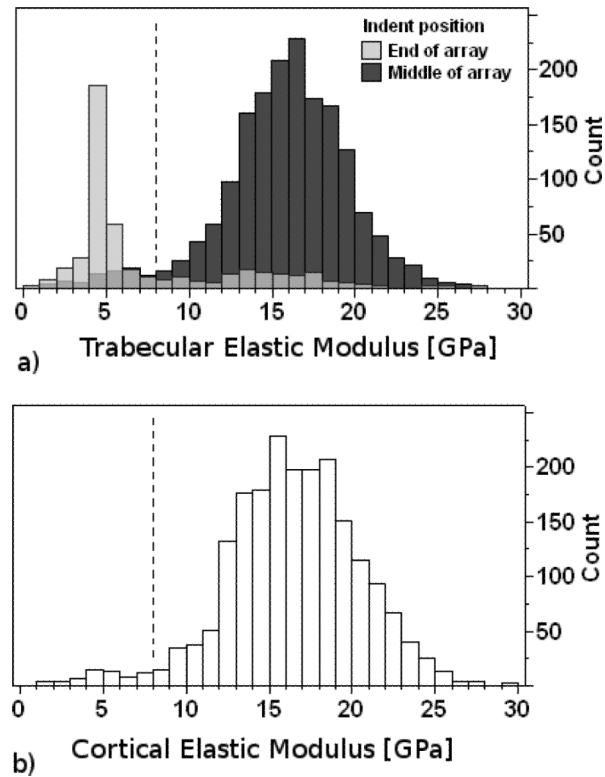 Indent position
End of array
Middle of array
200
150
100
50
Count
0 5 10 15 20 25 30
a) Trabecular Elastic Modulus [GPa]
200
150
100
50
Count
0 5 10 15 20 25 30
b) Cortical Elastic Modulus [GPa]